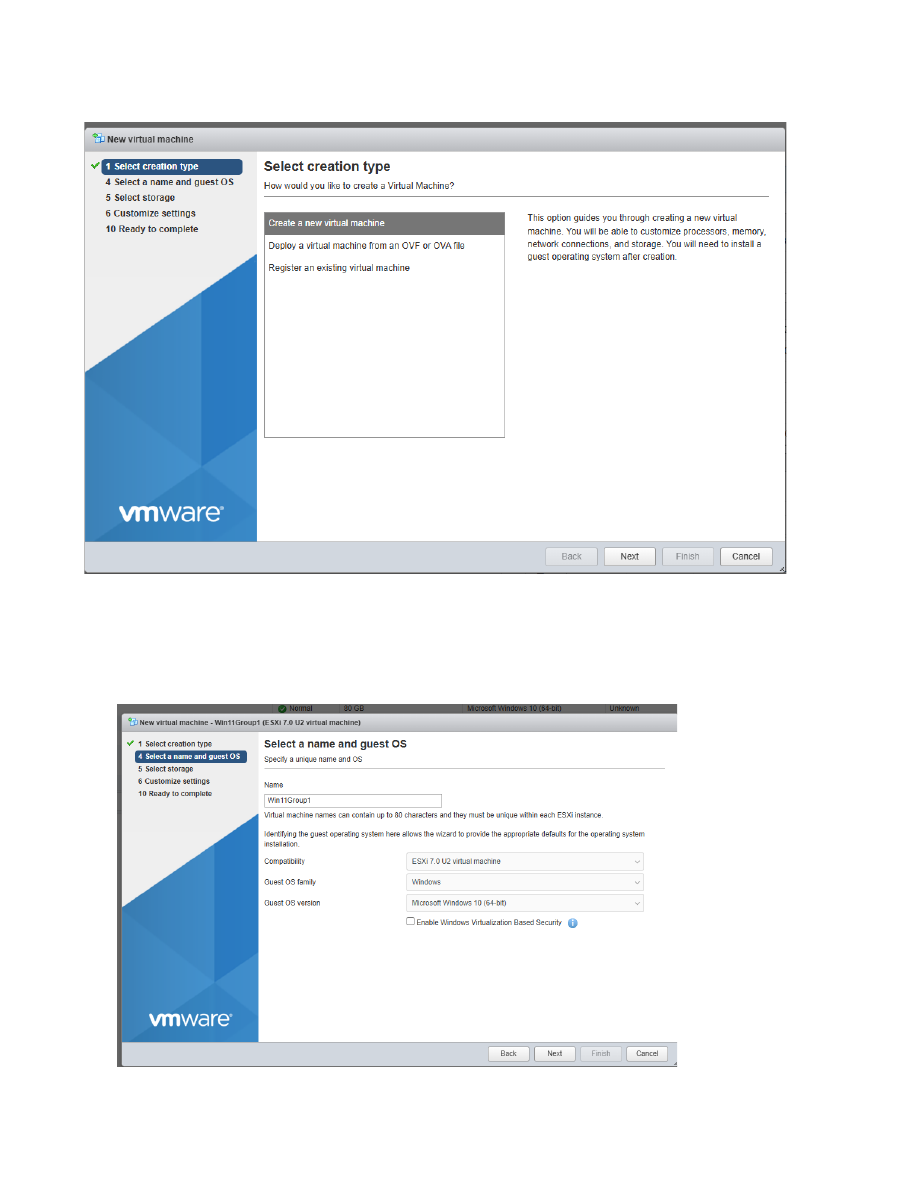 New virtual machine
1 Select creation type
4 Select a name and guest OS
5 Select storage
6 Customize settings
10 Ready to complete
vmware®
Select creation type
How would you like to create a Virtual Machine?
Create a new virtual machine
Deploy a virtual machine from an OVF or OVA file
Register an existing virtual machine
This option guides you through creating a new virtual
machine. You will be able to customize processors, memory,
network connections, and storage. You will need to install a
guest operating system after creation.
Back Next Finish Cancel
Normal 80 GB Microsoft Windows 10 (64-bit) Unknown
New virtual machine - Win11Group1 (ESXi 7.0 U2 virtual machine)
1 Select creation type
4 Select a name and guest OS
5 Select storage
6 Customize settings
10 Ready to complete
vmware®
Select a name and guest OS
Specify a unique name and OS
Name
Win11Group1
Virtual machine names can contain up to 80 characters and they must be unique within each ESXi instance.
Identifying the guest operating system here allows the wizard to provide the appropriate defaults for the operating system
installation.
Compatibility ESXi 7.0 U2 virtual machine
Guest OS family Windows
Guest OS version Microsoft Windows 10 (64-bit)
Enable Windows Virtualization Based Security
Back Next Finish Cancel